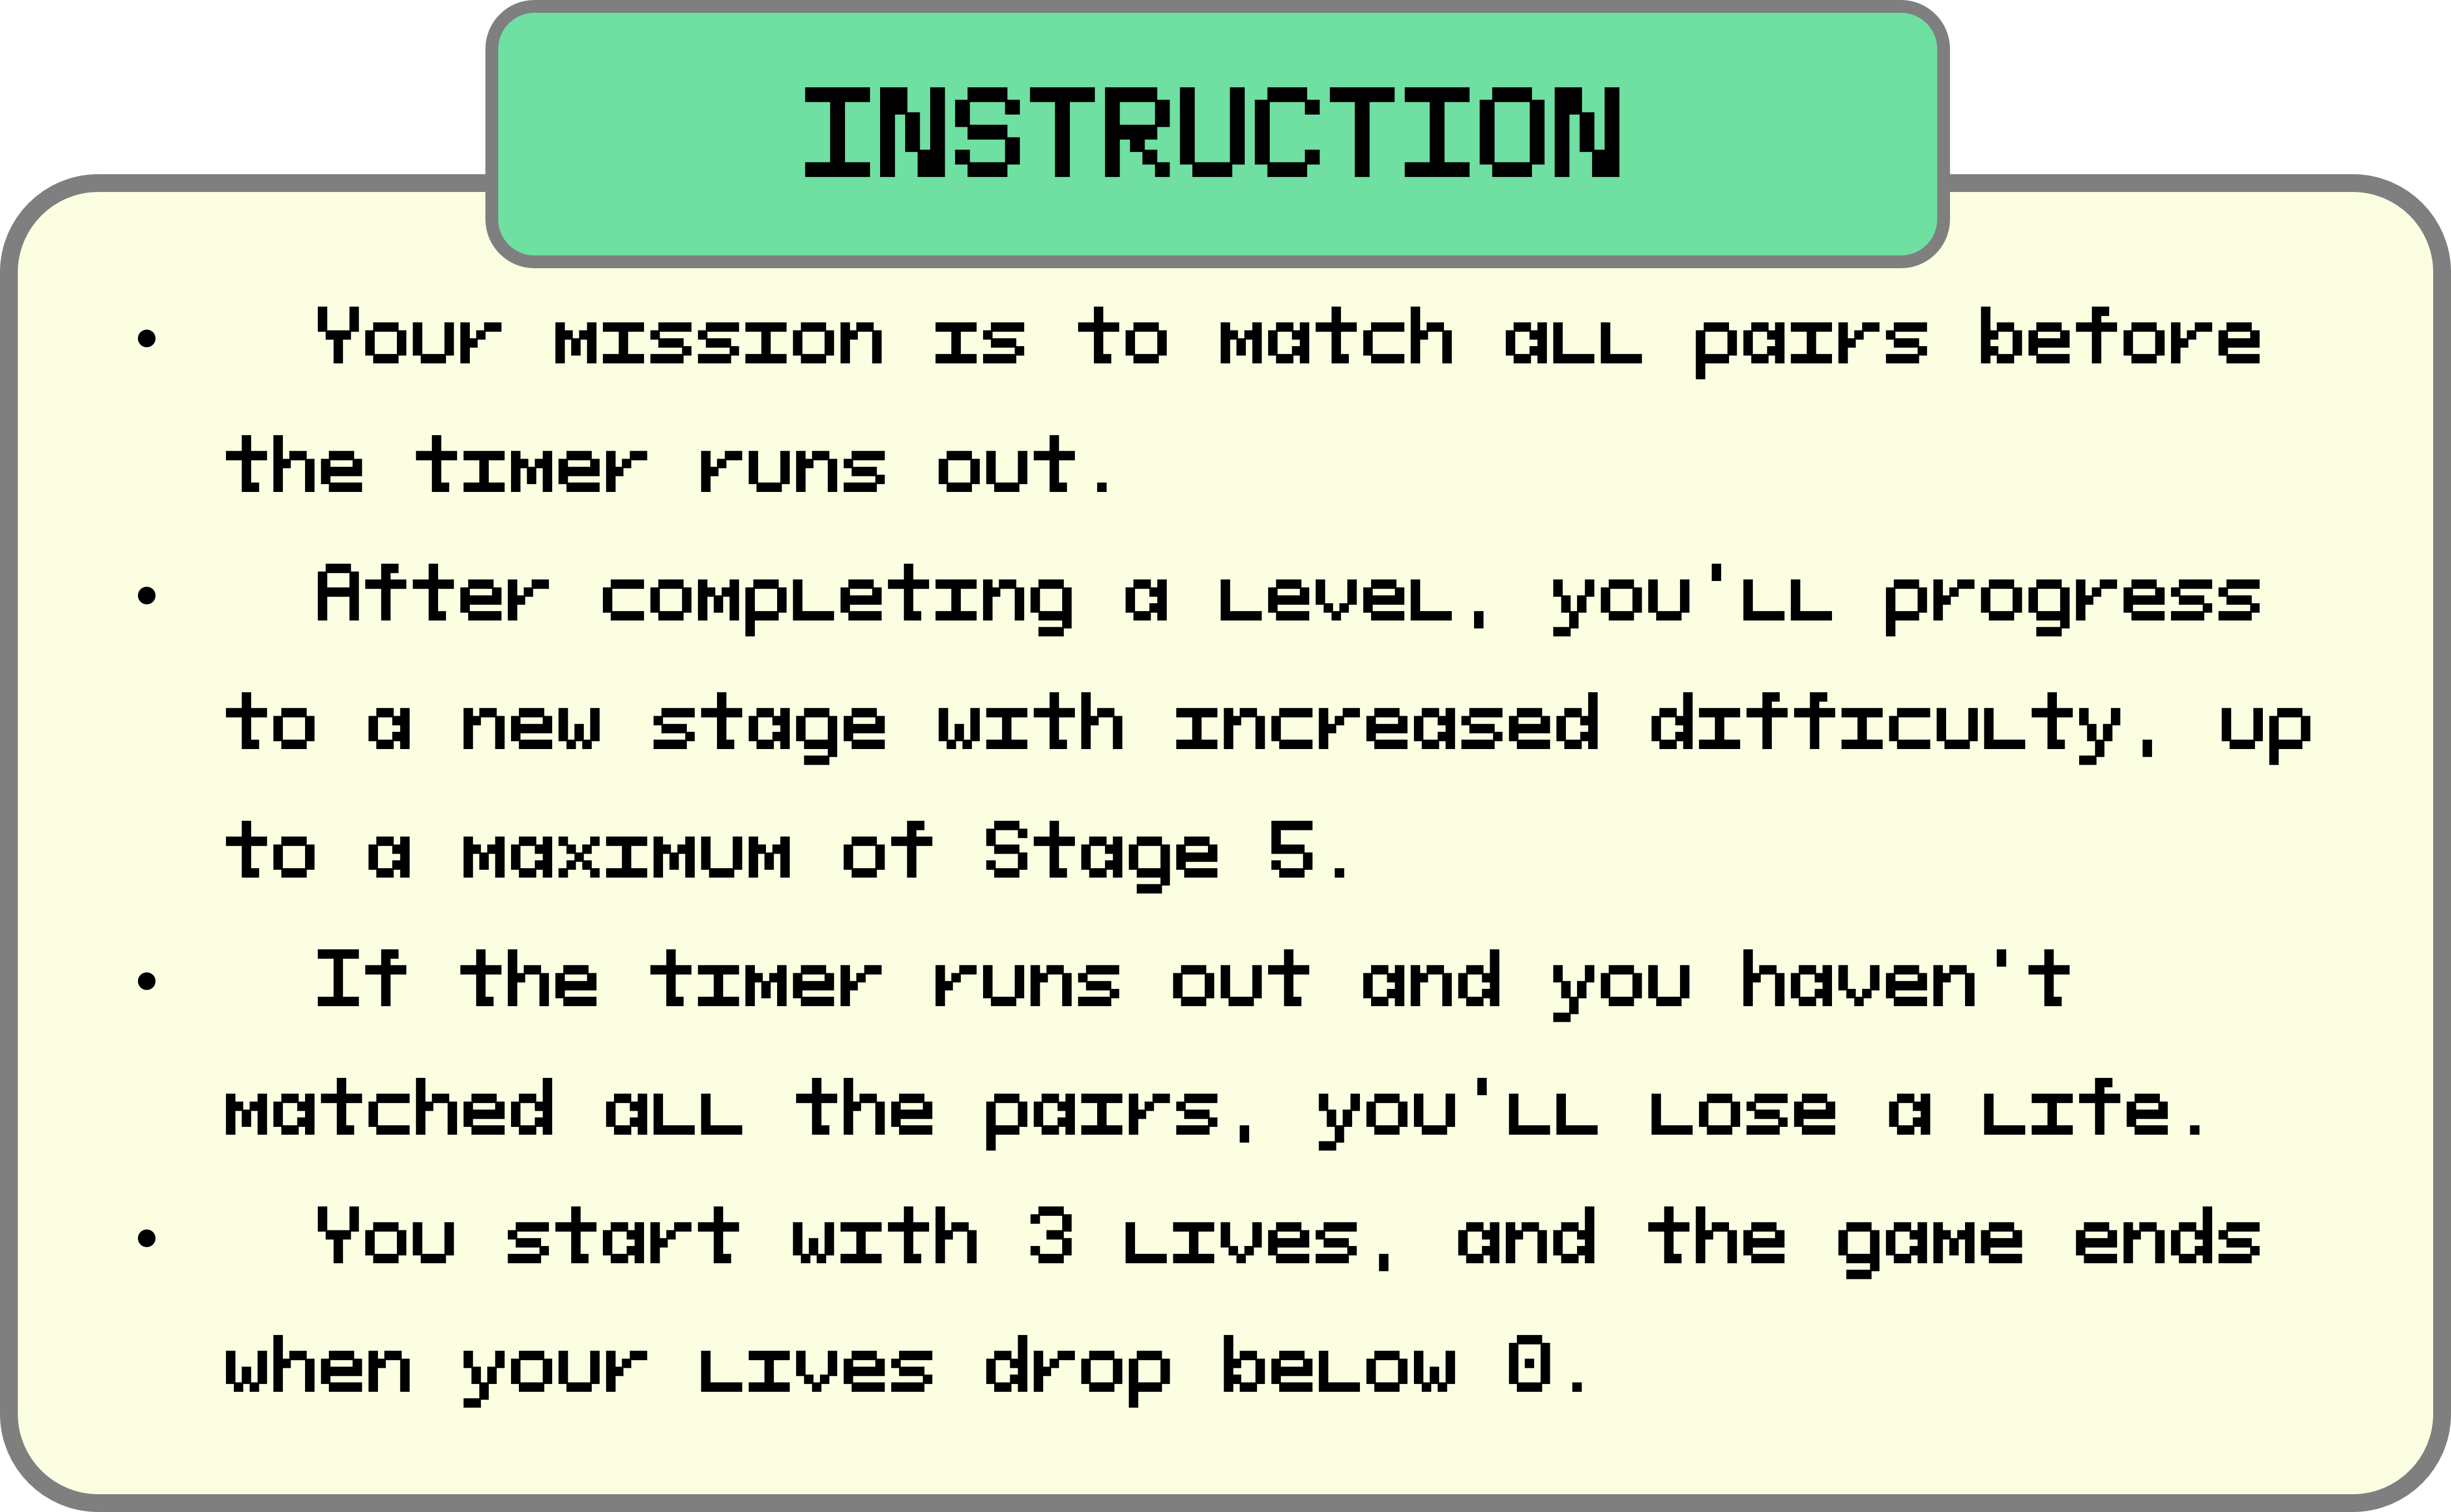 INSTRUCTION
• Your mission is to match all pairs before
the timer runs out.
• After completing a level, you'll progress
to a new stage with increased difficulty, up
to a maximum of Stage 5.
• If the timer runs out and you haven't
matched all the pairs, you'll lose a life.
• You start with 3 lives, and the game ends
when your lives drop below 0.